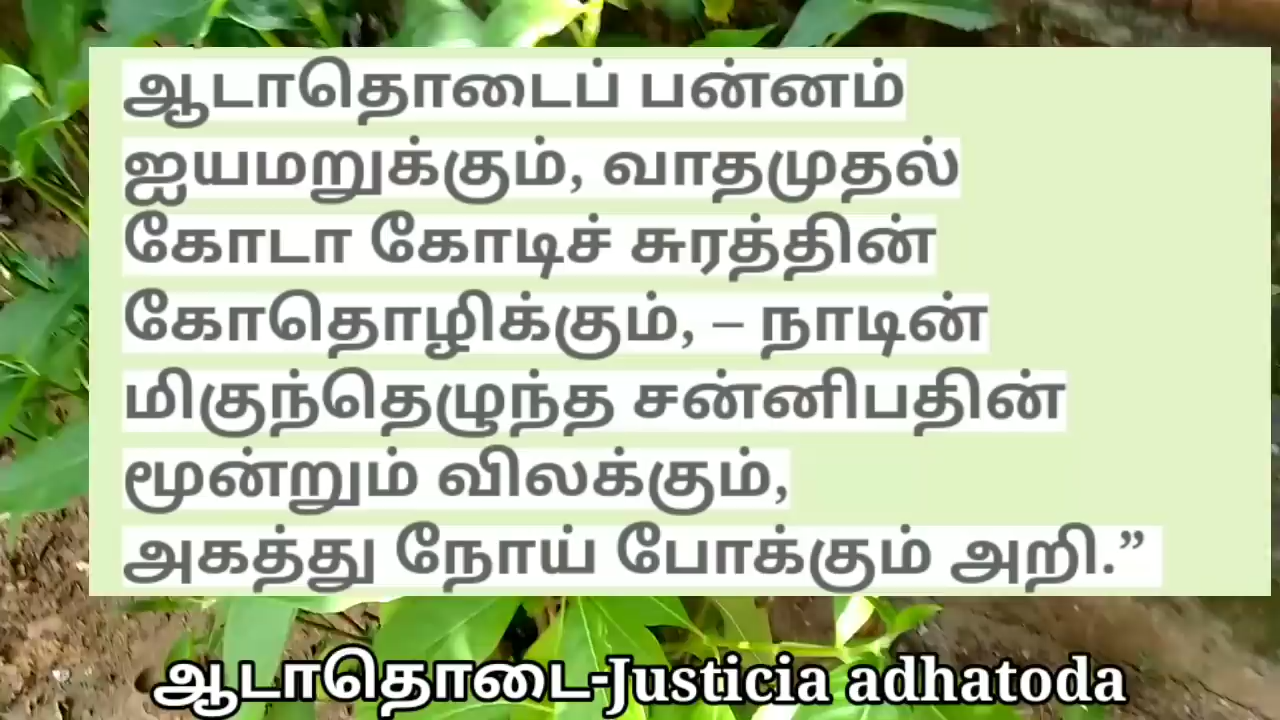 ஆடாதொடைப் பன்னம்
ஐயமறுக்கும், வாதமுதல்
கோடா கோடிச் சுரத்தின்
கோதொழிக்கும், – நாடின்
மிகுந்தெழுந்த சன்னிபதின்
மூன்றும் விலக்கும்,
அகத்து நோய் போக்கும் அறி.”
ஆடாதொடை-Justicia adhatoda